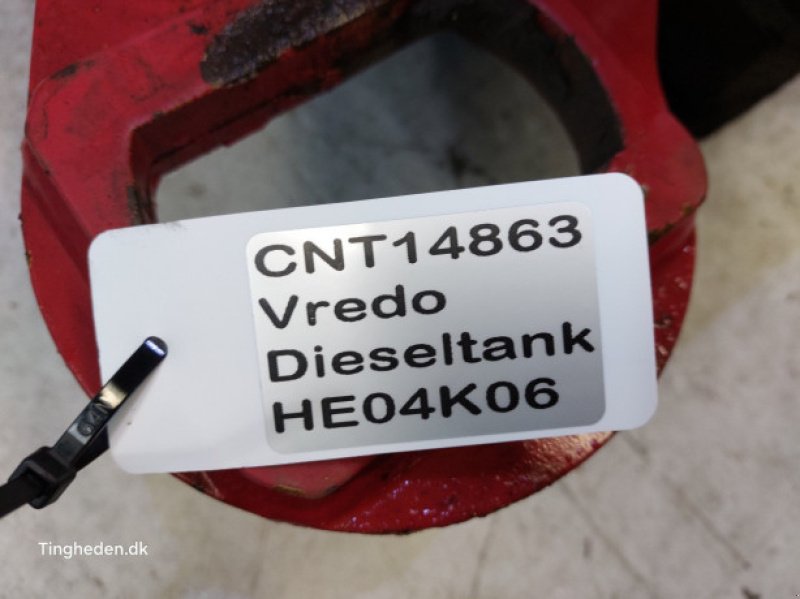 CNT14863
Vredo
Dieseltank
HE04K06
Tingheden.dk